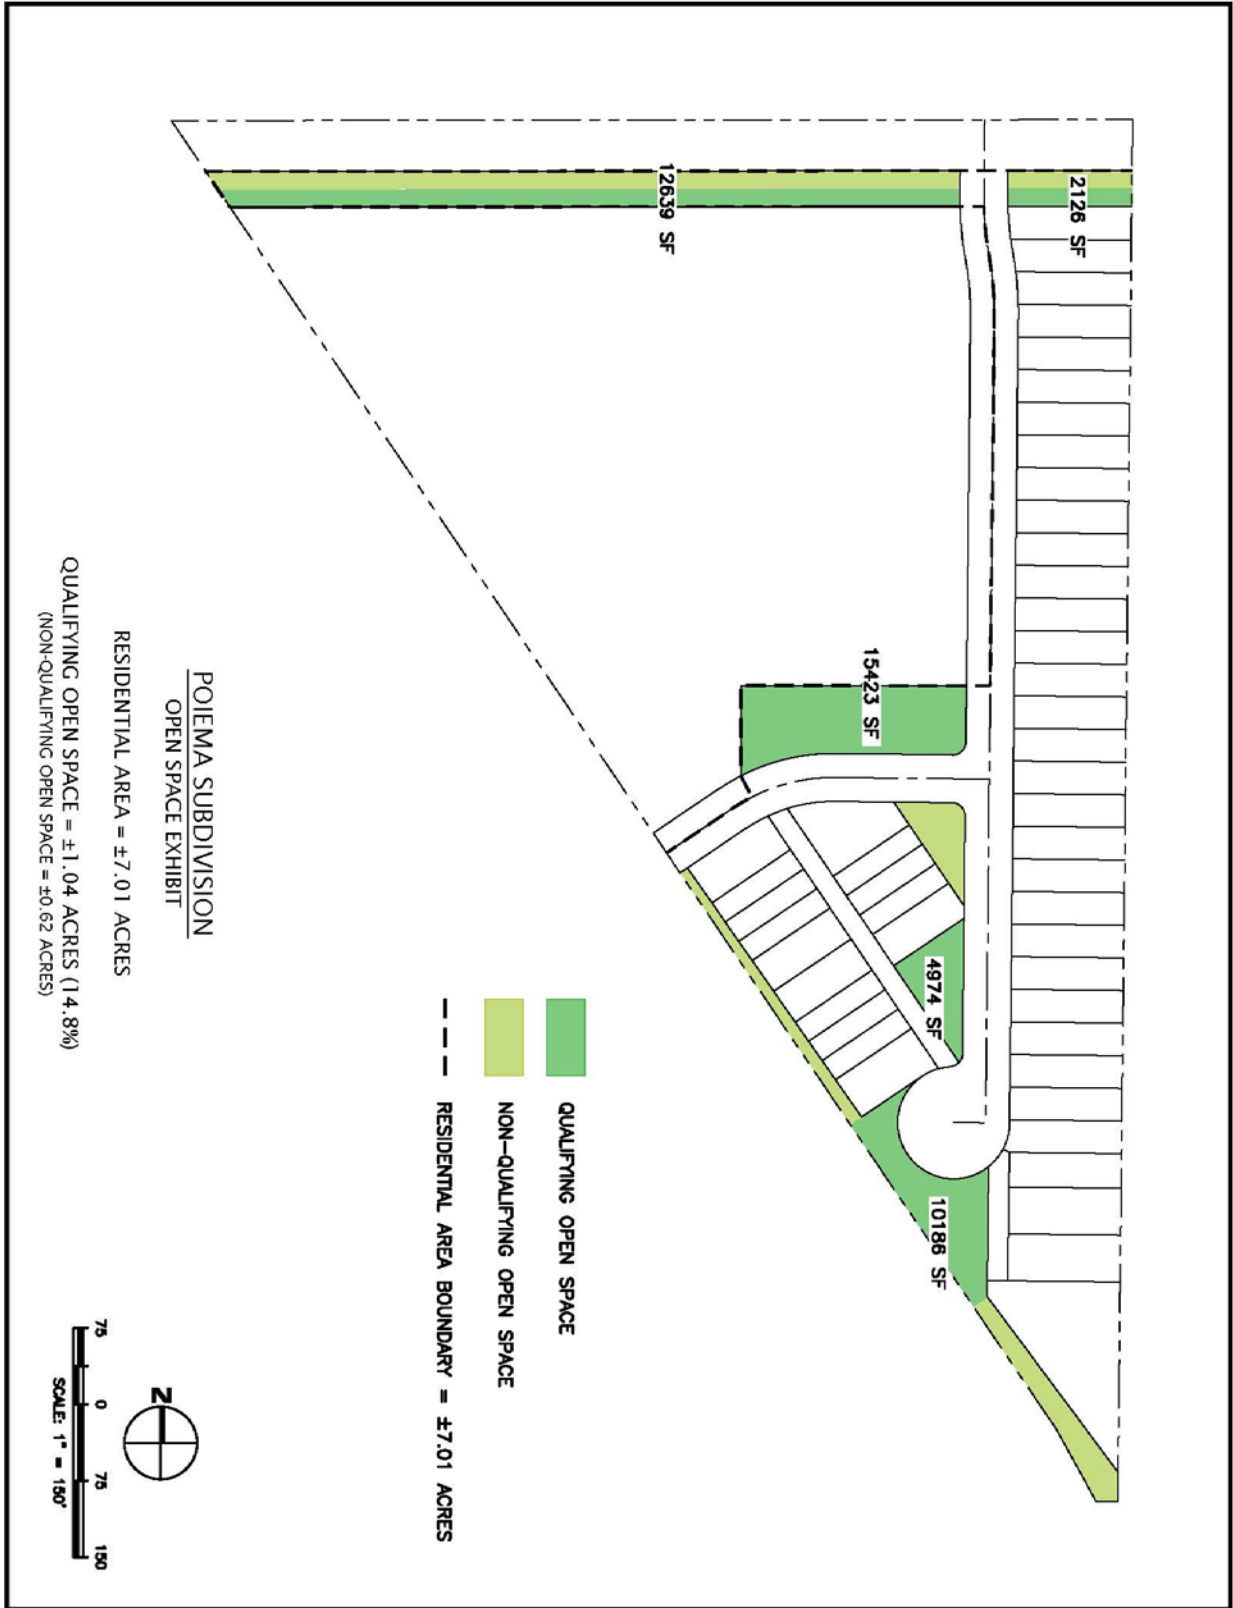 2126 SF
12639 SF
15423 SF
4974 SF
10186 SF
QUALIFYING OPEN SPACE
NON-QUALIFYING OPEN SPACE
RESIDENTIAL AREA BOUNDARY = ±7.01 ACRES
POIEMA SUBDIVISION
OPEN SPACE EXHIBIT
RESIDENTIAL AREA = ±7.01 ACRES
QUALIFYING OPEN SPACE = ±1.04 ACRES (14.8%)
(NON-QUALIFYING OPEN SPACE = ±0.62 ACRES)
N
75 0 75 150
SCALE: 1" = 150'